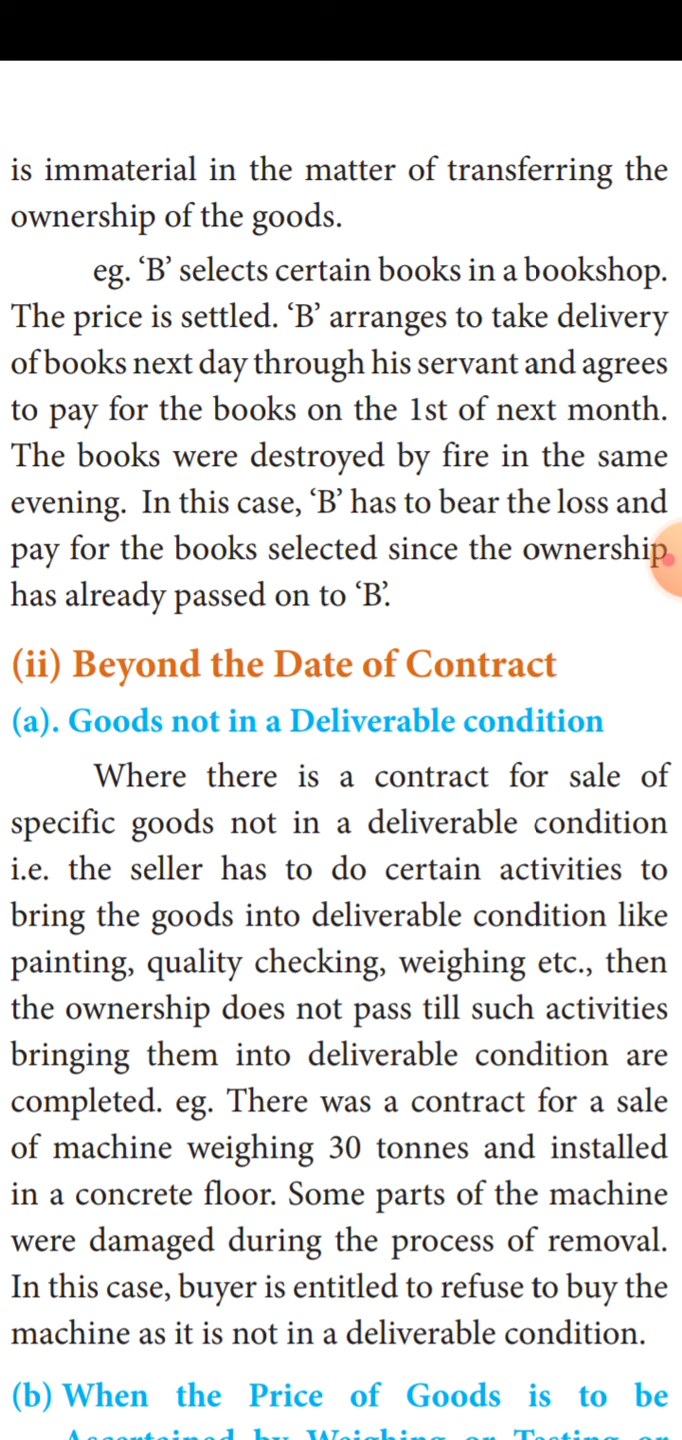 is immaterial in the matter of transferring the
ownership of the goods.
eg. ‘B’ selects certain books in a bookshop.
The price is settled. ‘B’ arranges to take delivery
of books next day through his servant and agrees
to pay for the books on the 1st of next month.
The books were destroyed by fire in the same
evening. In this case, ‘B’ has to bear the loss and
pay for the books selected since the ownership
has already passed on to ‘B’.
(ii) Beyond the Date of Contract
(a). Goods not in a Deliverable condition
Where there is a contract for sale of
specific goods not in a deliverable condition
i.e. the seller has to do certain activities to
bring the goods into deliverable condition like
painting, quality checking, weighing etc., then
the ownership does not pass till such activities
bringing them into deliverable condition are
completed. eg. There was a contract for a sale
of machine weighing 30 tonnes and installed
in a concrete floor. Some parts of the machine
were damaged during the process of removal.
In this case, buyer is entitled to refuse to buy the
machine as it is not in a deliverable condition.
(b) When the Price of Goods is to be
Ascertained by Weighing or Testing or